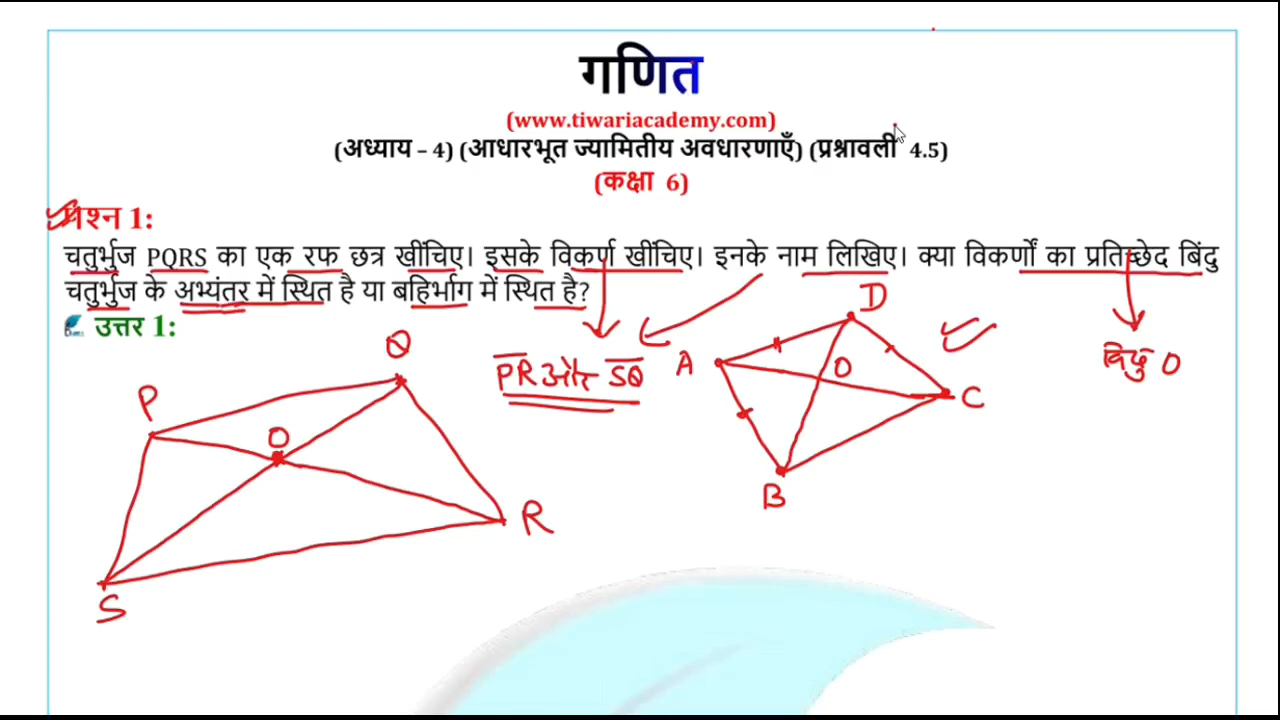 गणित
(www.tiwariacademy.com)
(अध्याय – 4) (आधारभूत ज्यामितीय अवधारणाएँ) (प्रश्नावली 4.5)
(कक्षा 6)
प्रश्न 1:
चतुर्भुज PQRS का एक रफ छत्र खींचिए। इसके विकर्ण खींचिए। इनके नाम लिखिए। क्या विकर्णों का प्रतिच्छेद बिंदु
चतुर्भुज के अभ्यंतर में स्थित है या बहिर्भाग में स्थित है?
उत्तर 1:
P
Q
O
R
S
PR और SQ
A
D
O
C
B
बिंदु O